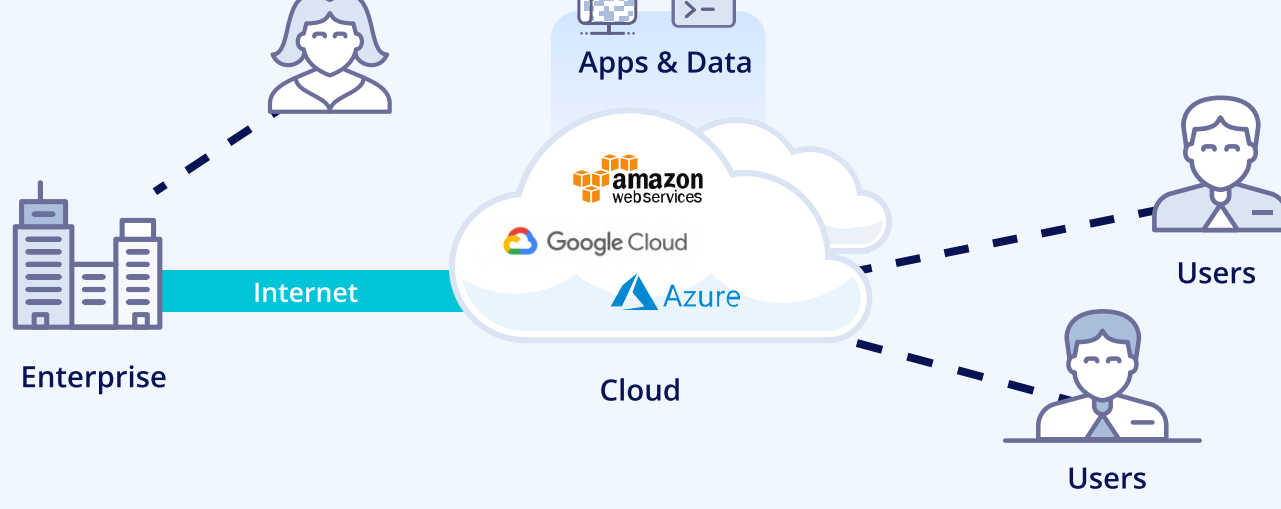 Apps & Data
amazon
webservices
Google Cloud
Azure
Internet
Enterprise
Cloud
Users
Users